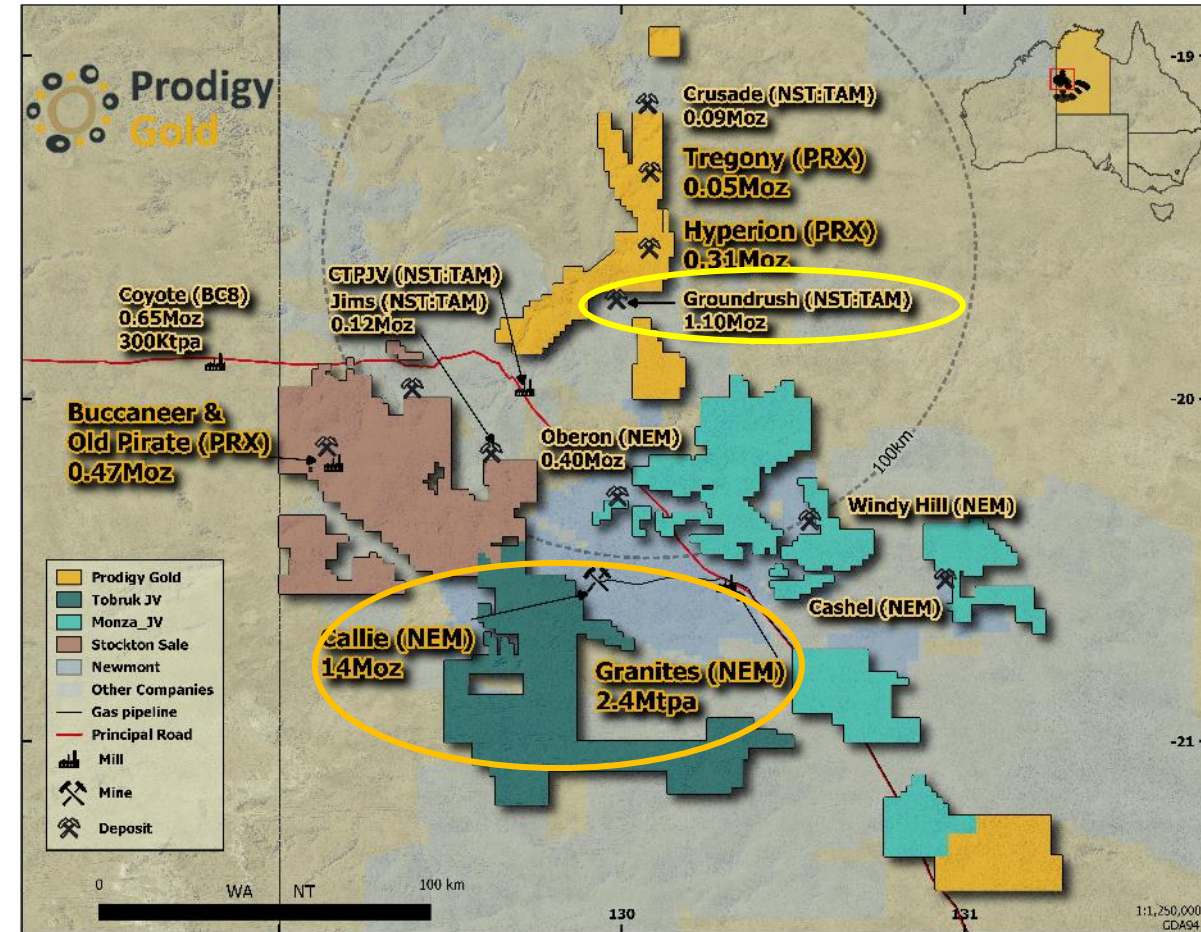 Prodigy
Gold
-19
Crusade (NST:TAM)
0.09Moz
Tregony (PRX)
0.05Moz
Hyperion (PRX)
0.31Moz
CTPJV (NST:TAM)
Jims (NST:TAM)
0.12Moz
Groundrush (NST:TAM)
1.10Moz
Coyote (BC8)
0.65Moz
300Ktpa
-20
Buccaneer &
Old Pirate (PRX)
0.47Moz
Oberon (NEM)
0.40Moz
100km
Windy Hill (NEM)
Cashel (NEM)
Callie (NEM)
14Moz
Granites (NEM)
2.4Mtpa
-21
Prodigy Gold
Tobruk JV
Monza_JV
Stockton Sale
Newmont
Other Companies
Gas pipeline
Principal Road
Mill
Mine
Deposit
0
WA
NT
100 km
130
131
1:1,250,000
GDA94